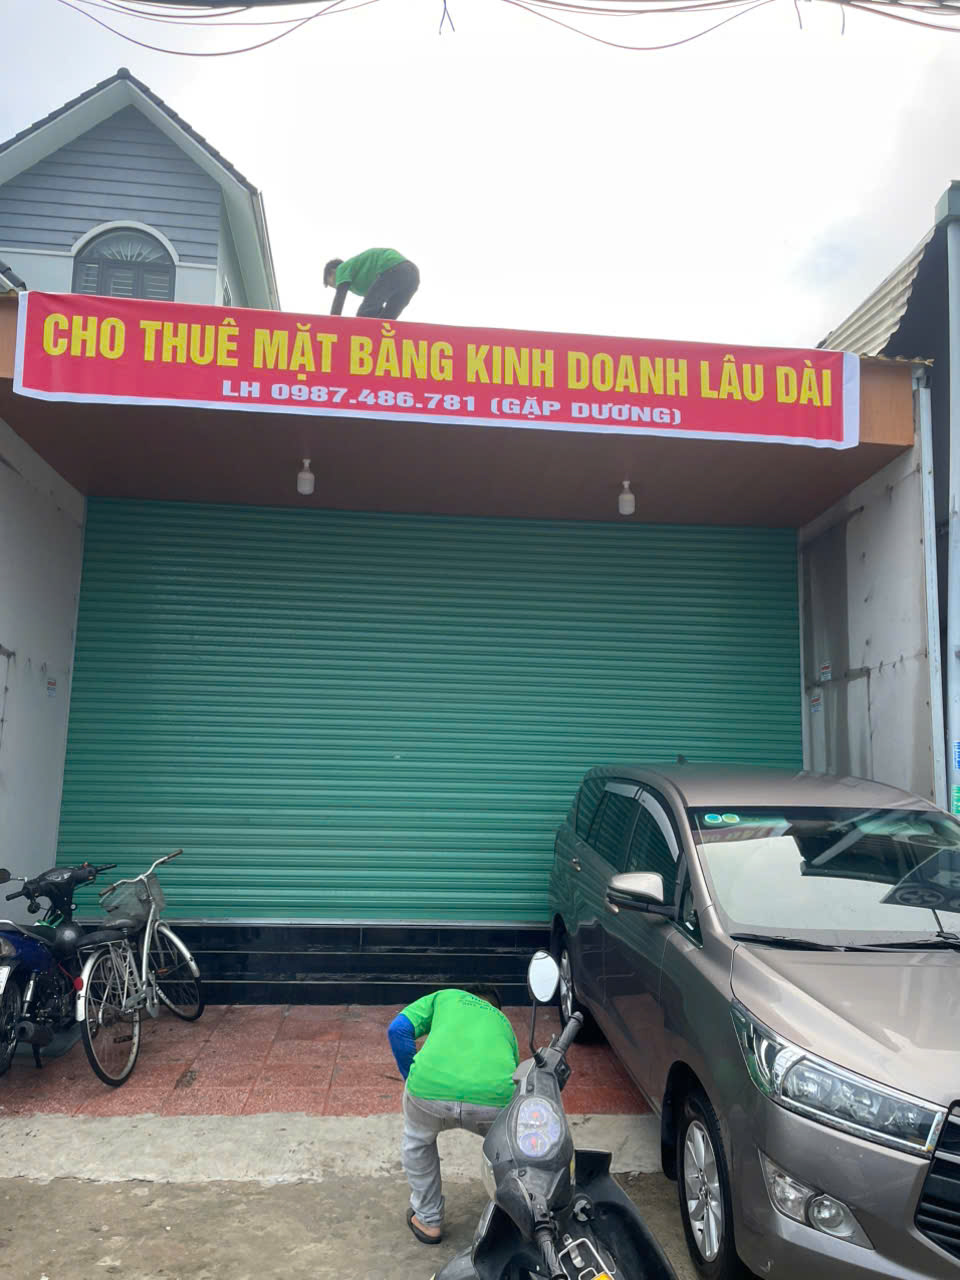 CHO THUÊ MẶT BẰNG KINH DOANH LÂU DÀI
LH 0987.486.781 (GẶP DƯƠNG)